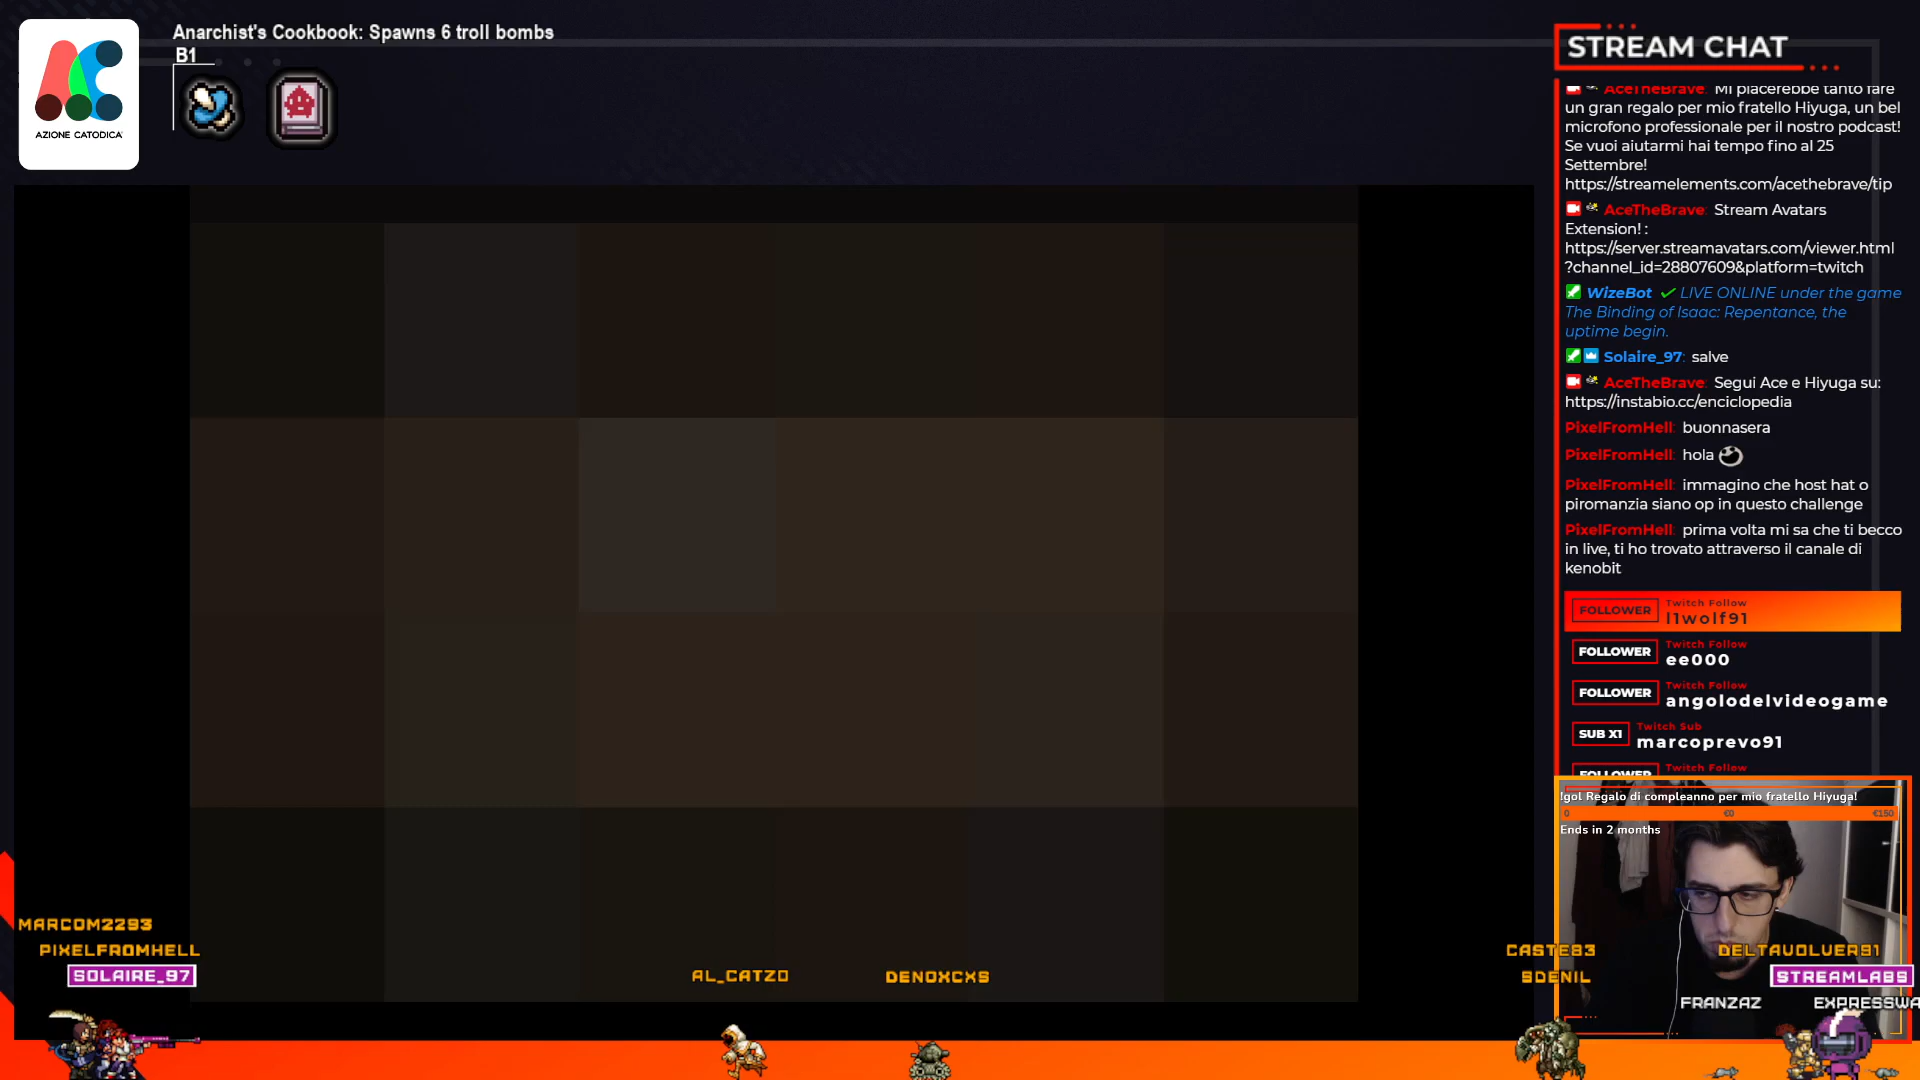 AZIONE CATODICA
Anarchist's Cookbook: Spawns 6 troll bombs
B1
STREAM CHAT
AceTheBrave: Mi piacerebbe tanto fare
un gran regalo per mio fratello Hiyuga, un bel
microfono professionale per il nostro podcast!
Se vuoi aiutarmi hai tempo fino al 25
Settembre!
https://streamelements.com/acethebrave/tip
AceTheBrave: Stream Avatars
Extension! :
https://server.streamavatars.com/viewer.html
?channel_id=28807609&platform=twitch
WizeBot ✓ LIVE ONLINE under the game
The Binding of Isaac: Repentance, the
uptime begin.
Solaire_97: salve
AceTheBrave: Segui Ace e Hiyuga su:
https://instabio.cc/enciclopedia
PixelFromHell: buonnasera
PixelFromHell: hola
PixelFromHell: immagino che host hat o
piromanzia siano op in questo challenge
PixelFromHell: prima volta mi sa che ti becco
in live, ti ho trovato attraverso il canale di
kenobit
FOLLOWER Twitch Follow
l1wolf91
FOLLOWER Twitch Follow
ee000
FOLLOWER Twitch Follow
angolodelvideogame
SUB X1 Twitch Sub
marcoprevo91
FOLLOWER Twitch Follow
!gol Regalo di compleanno per mio fratello Hiyuga!
0 €0 €150
Ends in 2 months
MARCOM2293
PIXELFROMHELL
SOLAIRE_97
AL_CATZO
DENOXCXS
CASTE83
DELTAVOLVER91
SDENIL
STREAMLABS
FRANZAZ
EXPRESSWA